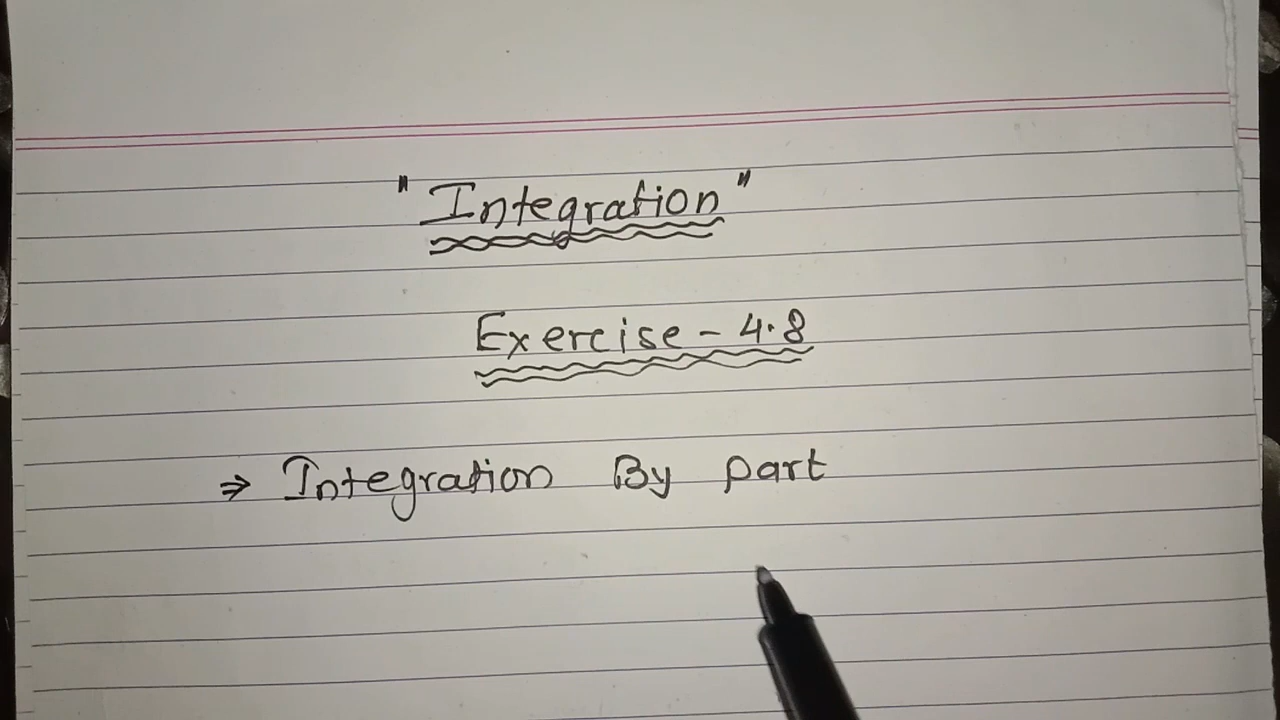 "Integration"
Exercise - 4.8
⇒ Integration By part